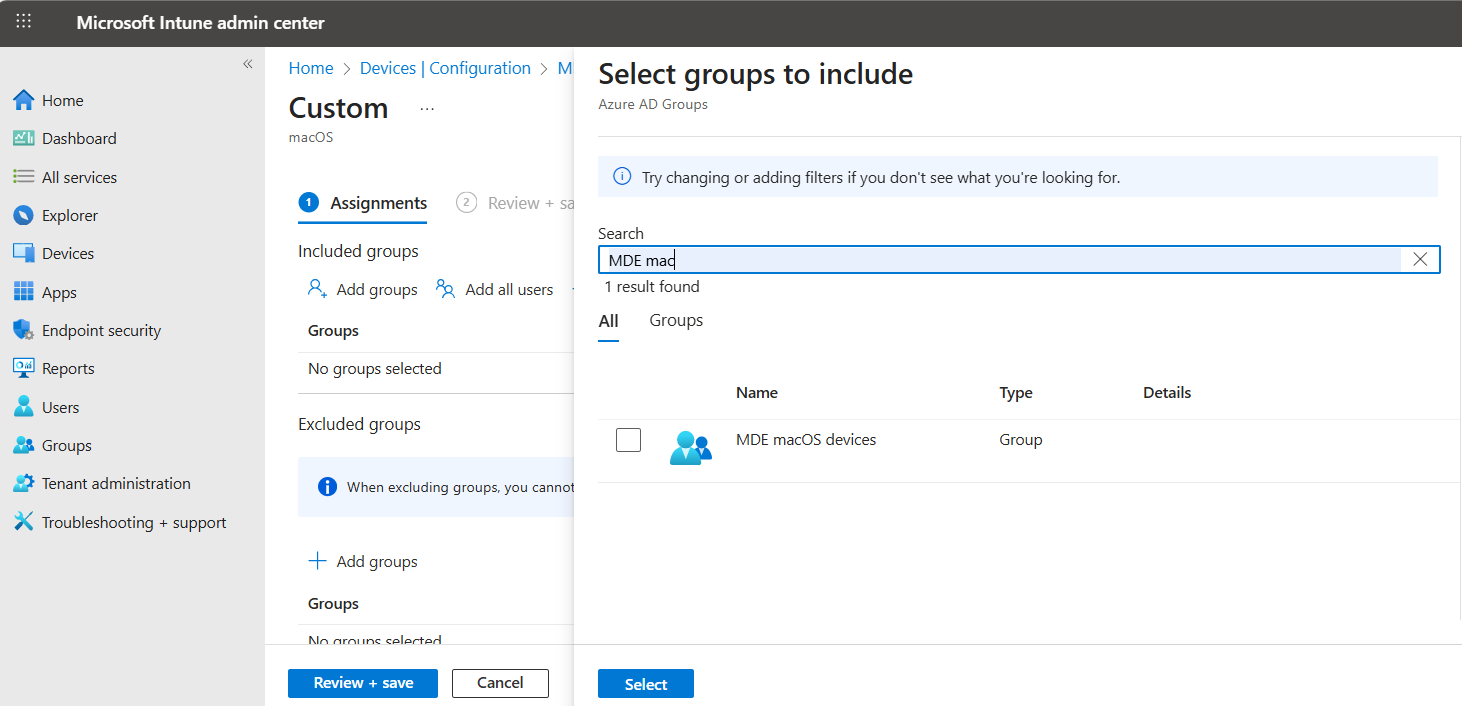 Microsoft Intune admin center
Home
Dashboard
All services
Explorer
Devices
Apps
Endpoint security
Reports
Users
Groups
Tenant administration
Troubleshooting + support
Home > Devices | Configuration > M
Custom ...
macOS
1 Assignments 2 Review + sa
Included groups
Add groups Add all users
Groups
No groups selected
Excluded groups
When excluding groups, you cannot
Add groups
Groups
No groups selected
Review + save Cancel
Select groups to include
Azure AD Groups
Try changing or adding filters if you don't see what you're looking for.
Search
MDE mac
1 result found
All Groups
Name Type Details
MDE macOS devices Group
Select